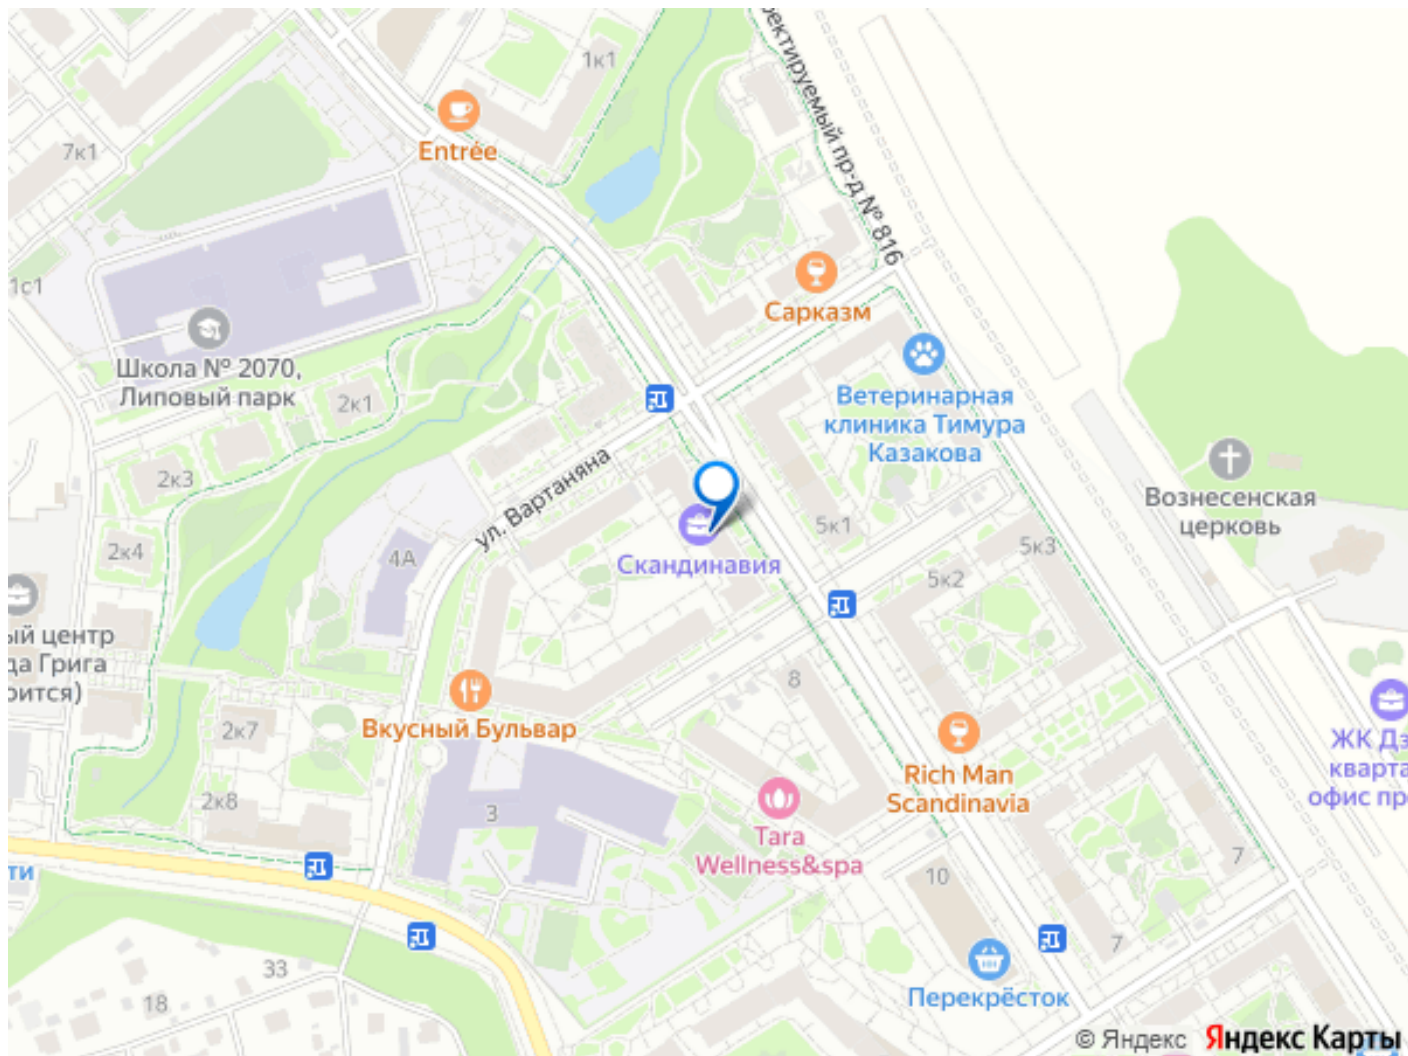 ректируемый пр-д № 816
1к1
Entrée
7к1
Сарказм
1с1
Школа № 2070,
Липовый парк
2к1
Ветеринарная
клиника Тимура
Казакова
2к3
ул. Вартаняна
Вознесенская
церковь
5к1
5к3
2к4
4А
Скандинавия
5к2
ый центр
да Грига
оится)
8
Вкусный Бульвар
2к7
ЖК Дз
кварта
офис пр
Rich Man
Scandinavia
2к8
3
Tara
Wellness&spa
7
ти
10
7
33
18
Перекрёсток
© Яндекс Яндекс Карты